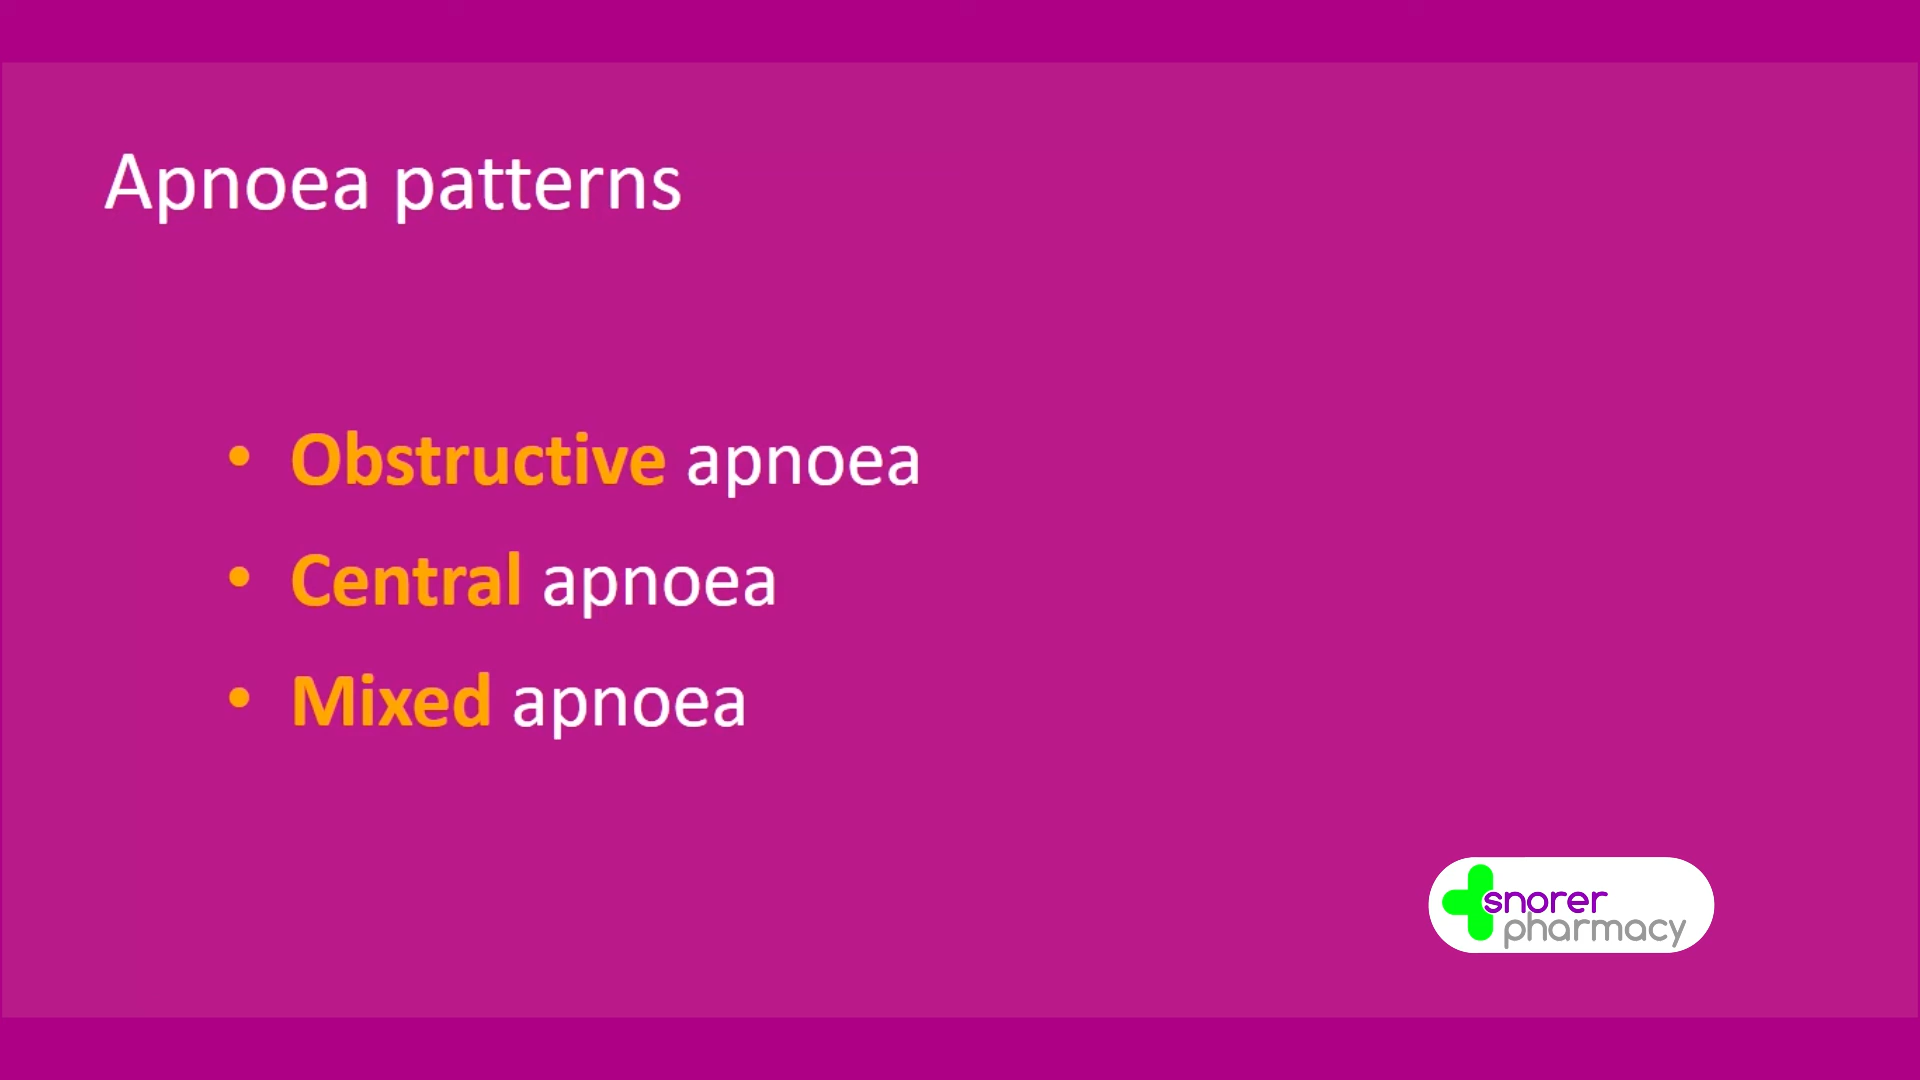 Apnoea patterns
• Obstructive apnoea
• Central apnoea
• Mixed apnoea
snorer
pharmacy